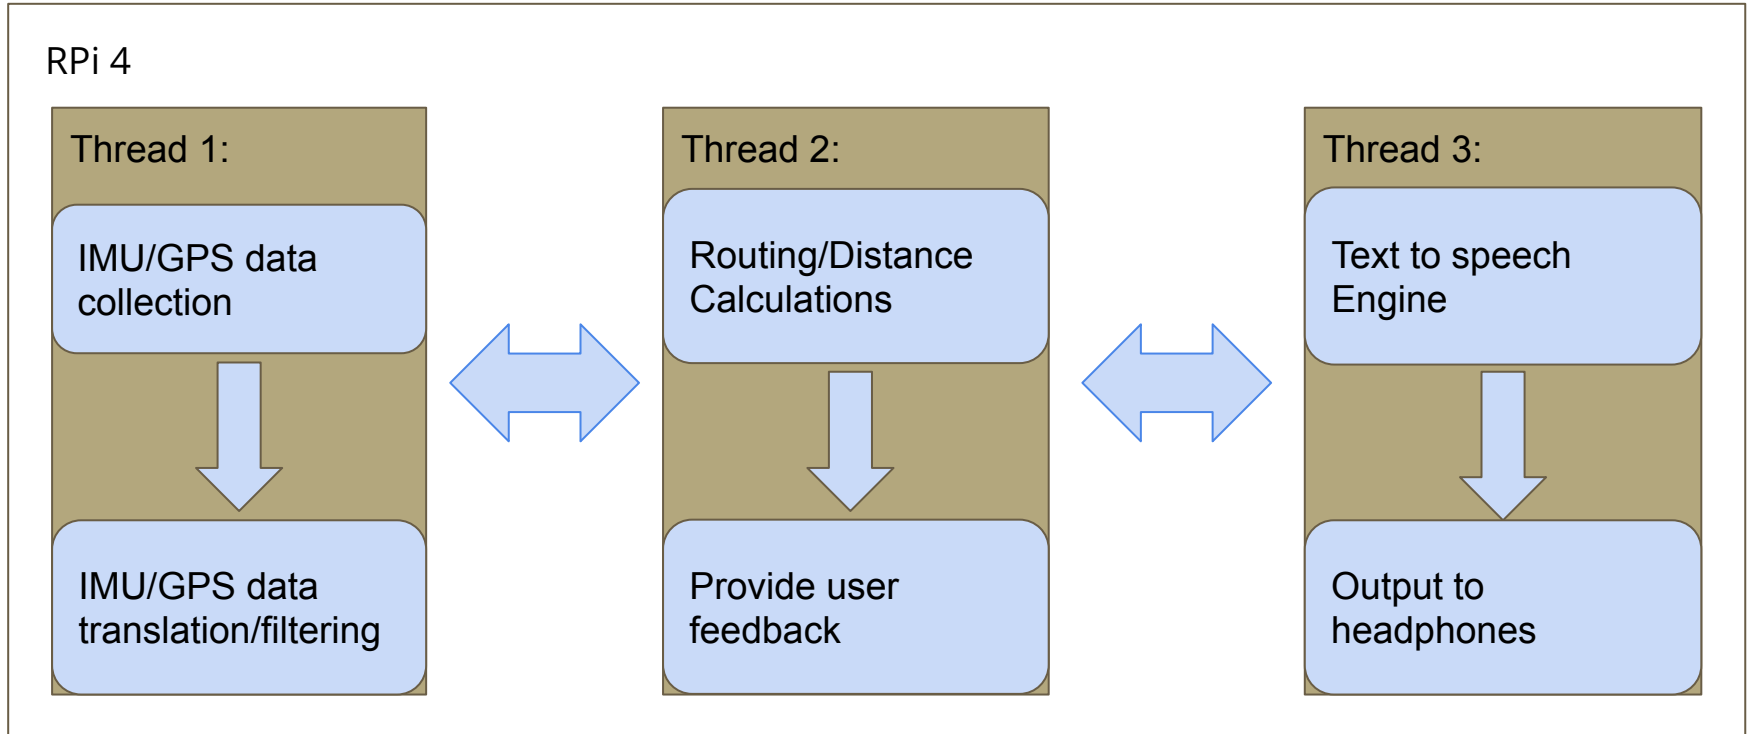 RPi 4
Thread 1:
IMU/GPS data
collection
IMU/GPS data
translation/filtering
Thread 2:
Routing/Distance
Calculations
Provide user
feedback
Thread 3:
Text to speech
Engine
Output to
headphones